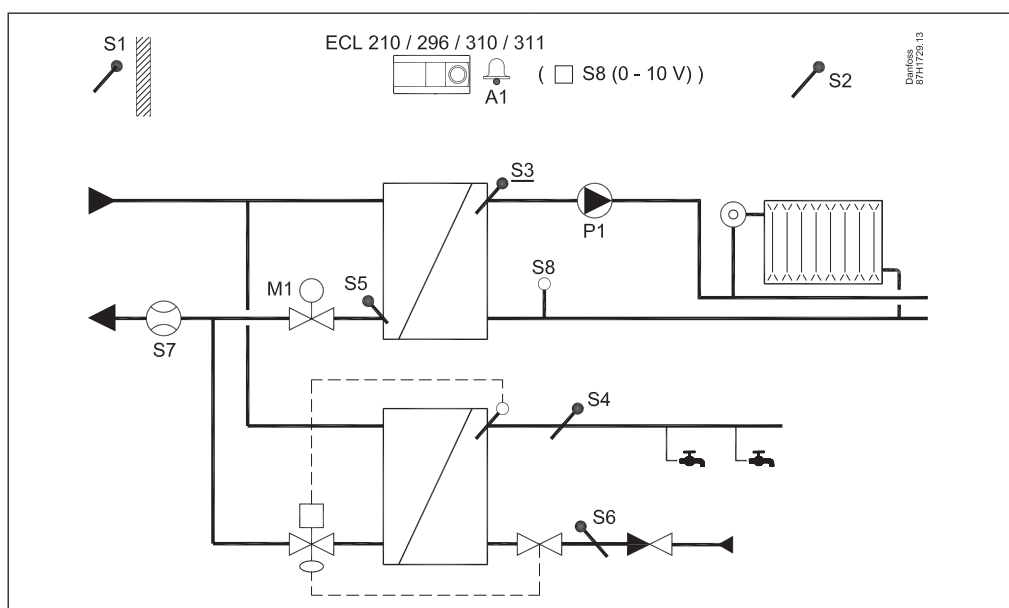 S1
ECL 210 / 296 / 310 / 311
A1
( S8 (0 - 10 V) )
S2
Danfoss
87H1729.13
S3
P1
S8
M1
S5
S7
S4
S6